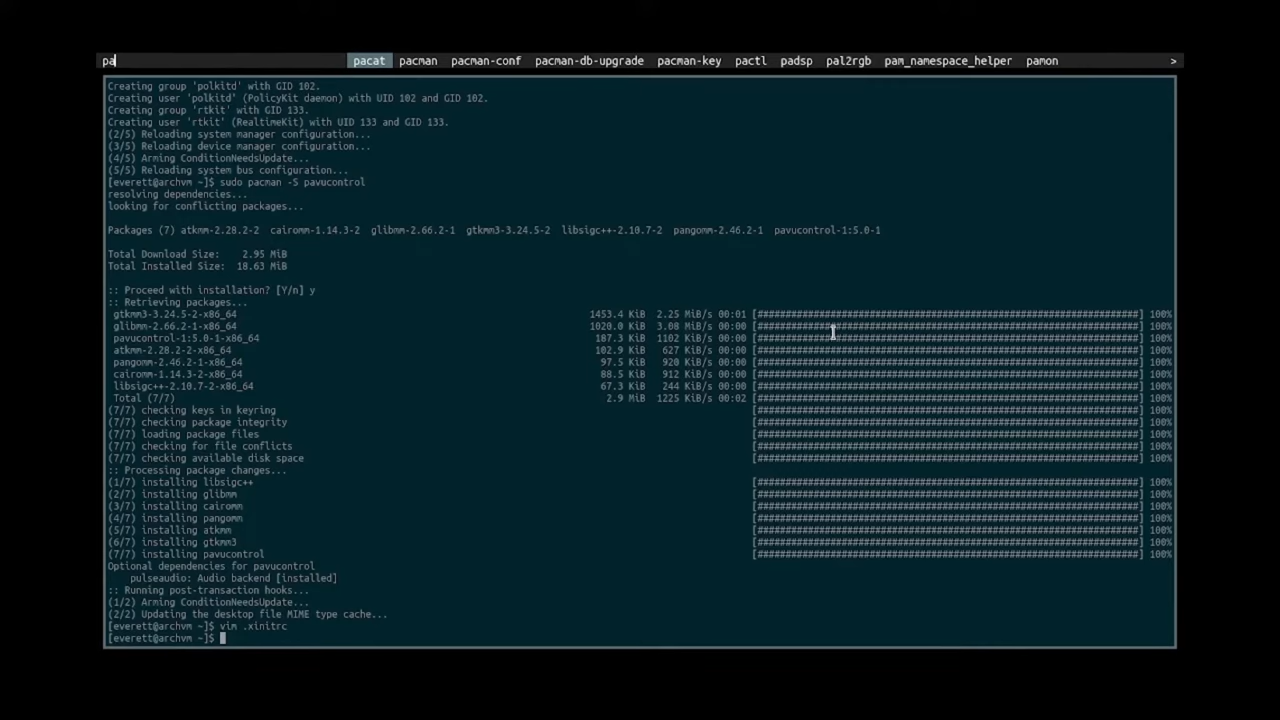 pa pacat pacman pacman-conf pacman-db-upgrade pacman-key pactl padsp pal2rgb pam_namespace_helper pamon >
Creating group 'polkitd' with GID 102.
Creating user 'polkitd' (PolicyKit daemon) with UID 102 and GID 102.
Creating group 'rtkit' with GID 133.
Creating user 'rtkit' (RealtimeKit) with UID 133 and GID 133.
(2/5) Reloading system manager configuration...
(3/5) Reloading device manager configuration...
(4/5) Arming ConditionNeedsUpdate...
(5/5) Reloading system bus configuration...
[everett@archvm ~]$ sudo pacman -S pavucontrol
resolving dependencies...
looking for conflicting packages...
Packages (7) atkmm-2.28.2-2 cairomm-1.14.3-2 glibmm-2.66.2-1 gtkmm3-3.24.5-2 libsigc++-2.10.7-2 pangomm-2.46.2-1 pavucontrol-1:5.0-1
Total Download Size: 2.95 MiB
Total Installed Size: 18.63 MiB
:: Proceed with installation? [Y/n] y
:: Retrieving packages...
gtkmm3-3.24.5-2-x86_64 1453.4 KiB 2.25 MiB/s 00:01 [################################################################] 100%
glibmm-2.66.2-1-x86_64 1020.0 KiB 3.08 MiB/s 00:00 [################################################################] 100%
pavucontrol-1:5.0-1-x86_64 187.3 KiB 1102 KiB/s 00:00 [################################################################] 100%
atkmm-2.28.2-2-x86_64 102.9 KiB 627 KiB/s 00:00 [################################################################] 100%
pangomm-2.46.2-1-x86_64 97.5 KiB 920 KiB/s 00:00 [################################################################] 100%
cairomm-1.14.3-2-x86_64 88.5 KiB 912 KiB/s 00:00 [################################################################] 100%
libsigc++-2.10.7-2-x86_64 67.3 KiB 244 KiB/s 00:00 [################################################################] 100%
Total (7/7) 2.9 MiB 1225 KiB/s 00:02 [################################################################] 100%
(7/7) checking keys in keyring [################################################################] 100%
(7/7) checking package integrity [################################################################] 100%
(7/7) loading package files [################################################################] 100%
(7/7) checking for file conflicts [################################################################] 100%
(7/7) checking available disk space [################################################################] 100%
:: Processing package changes...
(1/7) installing libsigc++ [################################################################] 100%
(2/7) installing glibmm [################################################################] 100%
(3/7) installing cairomm [################################################################] 100%
(4/7) installing pangomm [################################################################] 100%
(5/7) installing atkmm [################################################################] 100%
(6/7) installing gtkmm3 [################################################################] 100%
(7/7) installing pavucontrol [################################################################] 100%
Optional dependencies for pavucontrol
pulseaudio: Audio backend [installed]
:: Running post-transaction hooks...
(1/2) Arming ConditionNeedsUpdate...
(2/2) Updating the desktop file MIME type cache...
[everett@archvm ~]$ vim .xinitrc
[everett@archvm ~]$